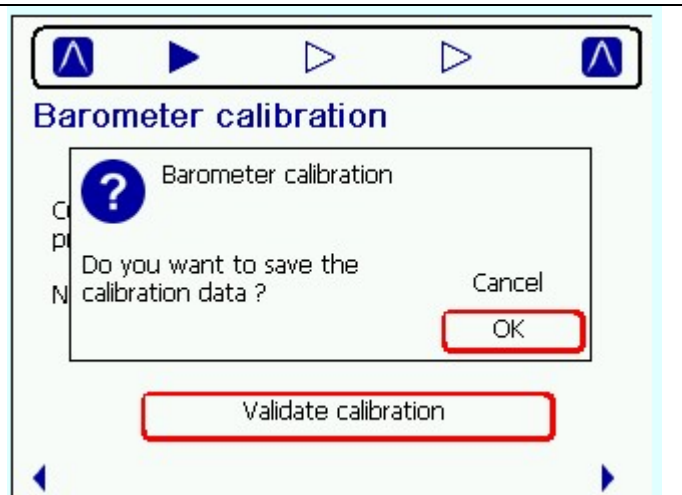 Barometer calibration
Barometer calibration
Do you want to save the
calibration data ?
Cancel
OK
Validate calibration